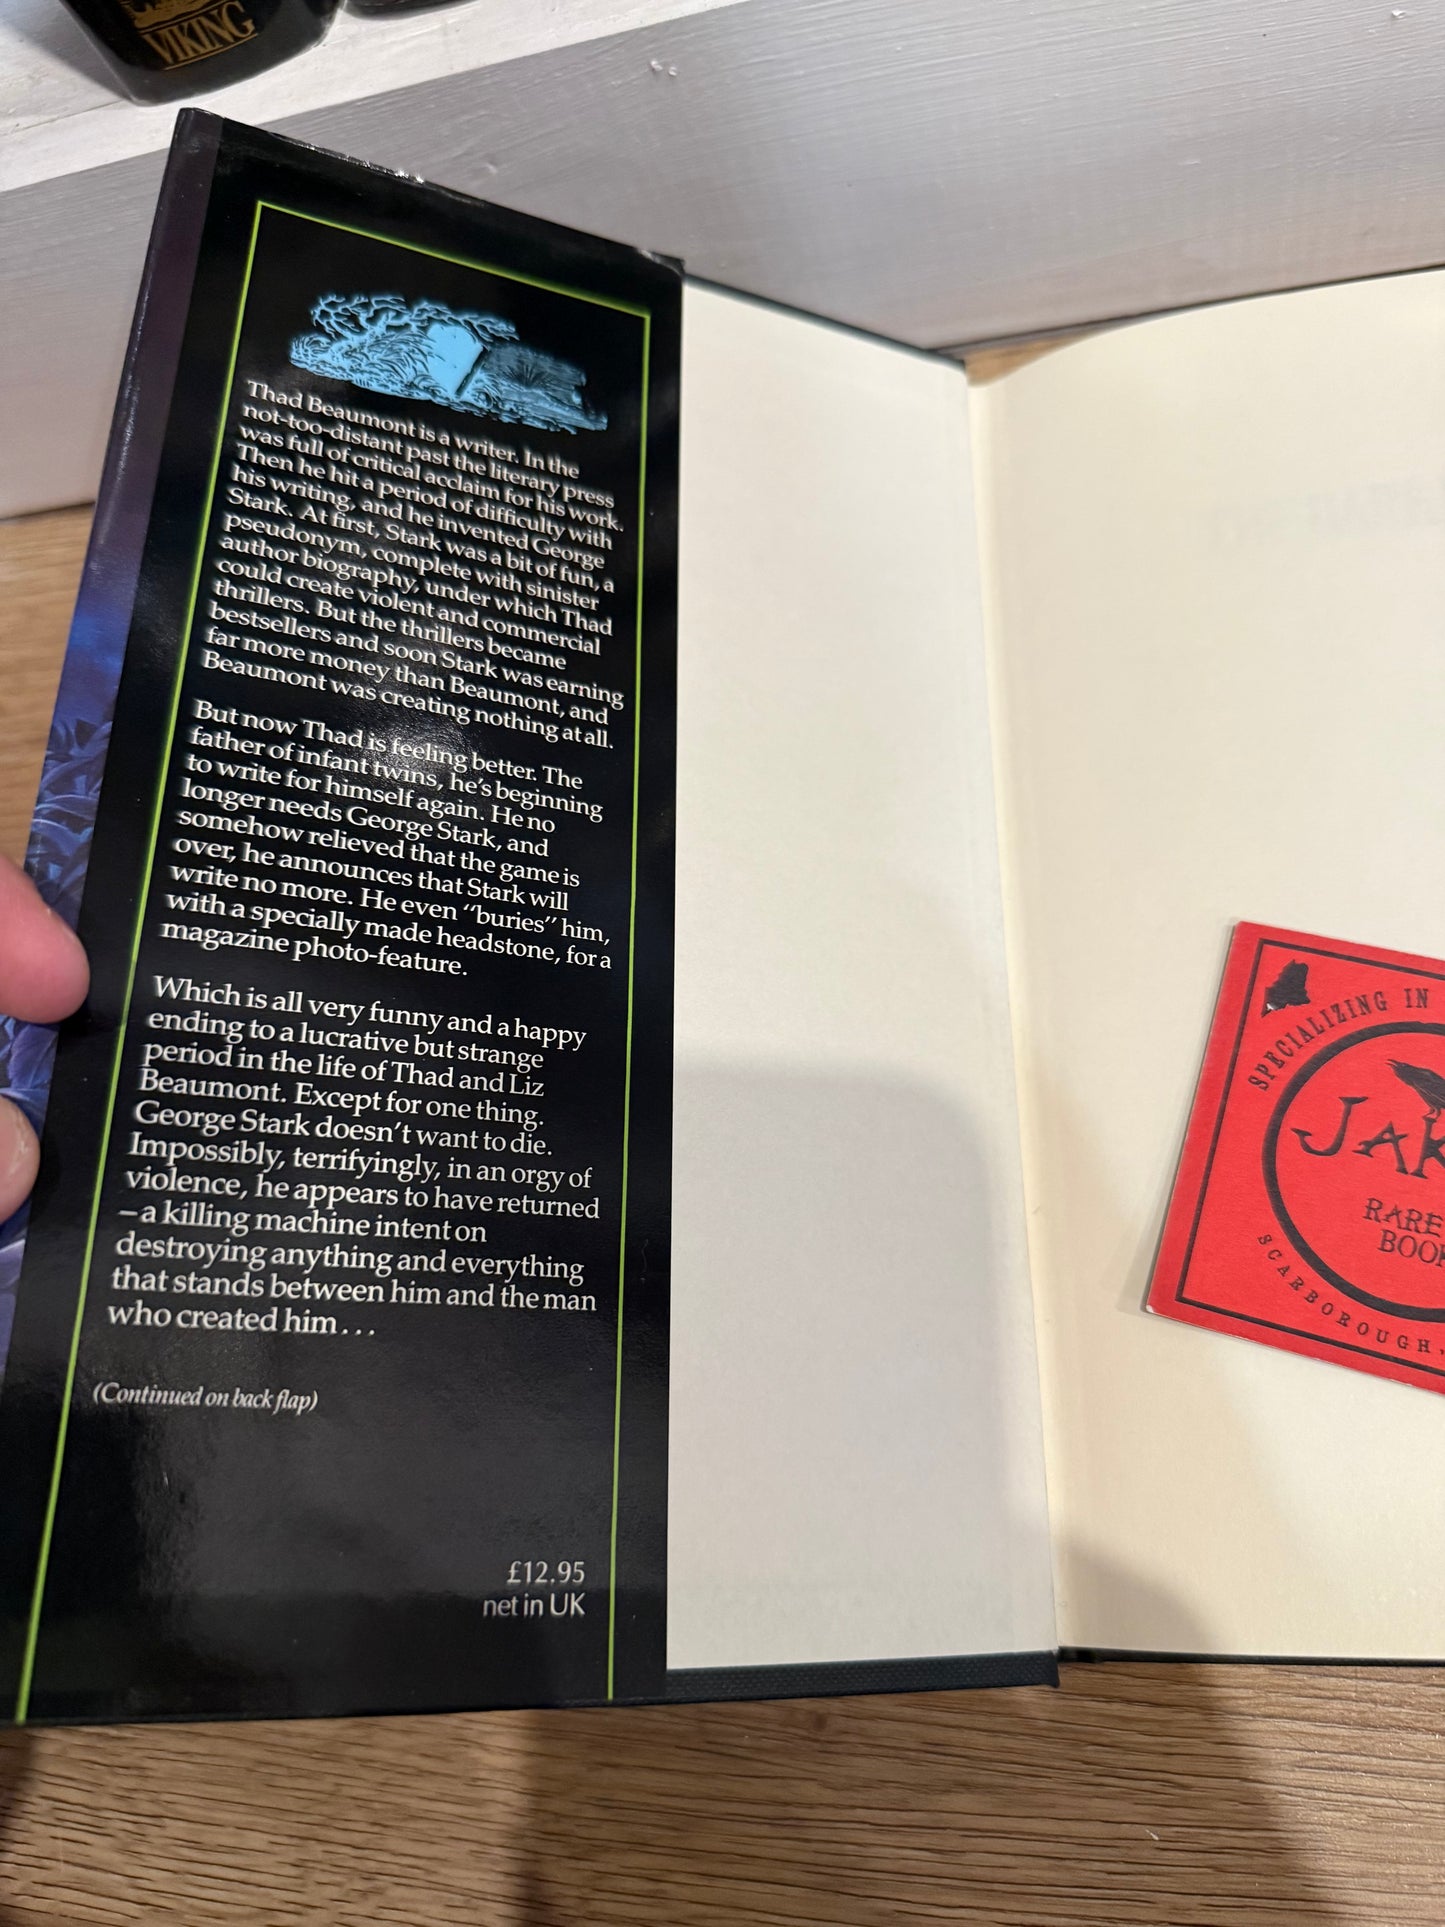 VIKING
Thad Beaumont is a writer. In the
not-too-distant past the literary press
was full of critical acclaim for his work.
Then he hit a period of difficulty with
his writing, and he invented George
Stark. At first, Stark was a bit of fun, a
pseudonym, complete with sinister
author biography, under which Thad
could create violent and commercial
thrillers. But the thrillers became
bestsellers and soon Stark was earning
far more money than Beaumont, and
Beaumont was creating nothing at all.
But now Thad is feeling better. The
father of infant twins, he's beginning
to write for himself again. He no
longer needs George Stark, and
somehow relieved that the game is
over, he announces that Stark will
write no more. He even “buries” him,
with a specially made headstone, for a
magazine photo-feature.
Which is all very funny and a happy
ending to a lucrative but strange
period in the life of Thad and Liz
Beaumont. Except for one thing.
George Stark doesn't want to die.
Impossibly, terrifyingly, in an orgy of
violence, he appears to have returned
– a killing machine intent on
destroying anything and everything
that stands between him and the man
who created him...
(Continued on back flap)
£12.95
net in UK
SPECIALIZING IN
RARE
SCARBOROUGH,